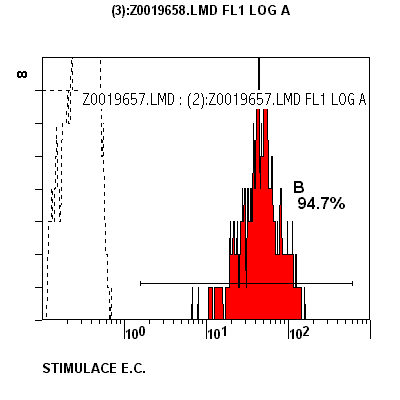 (3):Z0019658.LMD FL1 LOG A
8
Z0019657.LMD : (2):Z0019657.LMD FL1 LOG A
B
94.7%
10⁰ 10¹ 10²
STIMULACE E.C.